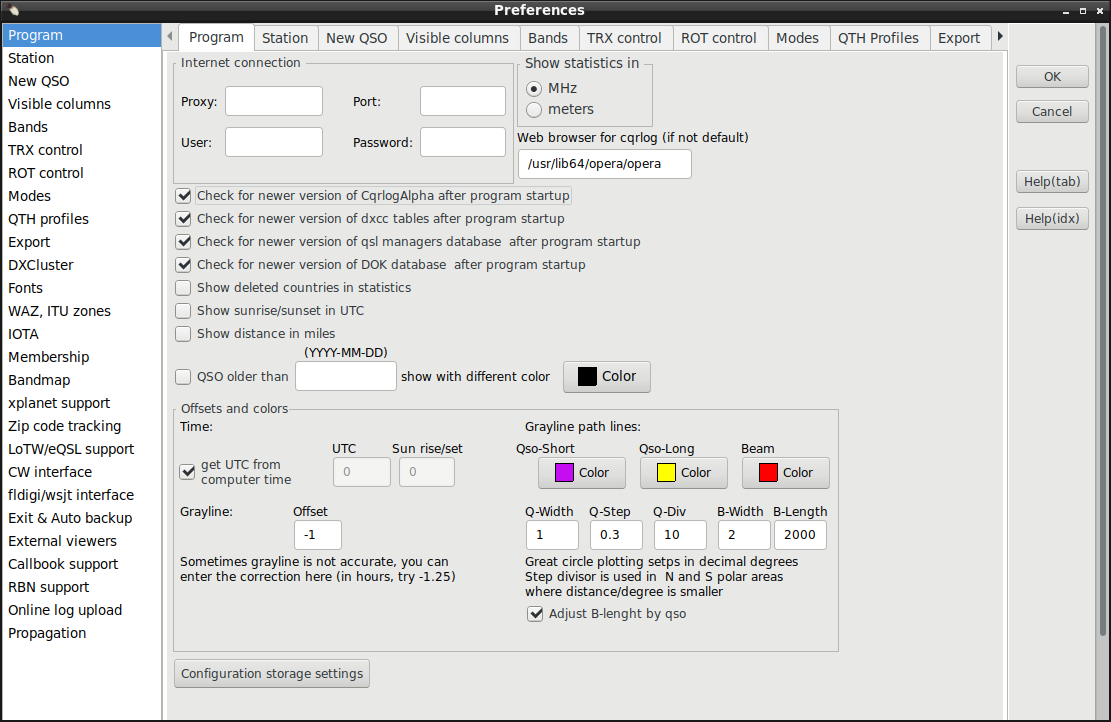 Preferences
Program
Station
New QSO
Visible columns
Bands
TRX control
ROT control
Modes
QTH profiles
Export
DXCluster
Fonts
WAZ, ITU zones
IOTA
Membership
Bandmap
xplanet support
Zip code tracking
LoTW/eQSL support
CW interface
fldigi/wsjt interface
Exit & Auto backup
External viewers
Callbook support
RBN support
Online log upload
Propagation
Program Station New QSO Visible columns Bands TRX control ROT control Modes QTH Profiles Export
Internet connection
Proxy: Port:
User: Password:
Show statistics in
MHz
meters
Web browser for cqrlog (if not default)
/usr/lib64/opera/opera
Check for newer version of CqrlogAlpha after program startup
Check for newer version of dxcc tables after program startup
Check for newer version of qsl managers database  after program startup
Check for newer version of DOK database  after program startup
Show deleted countries in statistics
Show sunrise/sunset in UTC
Show distance in miles
(YYYY-MM-DD)
QSO older than show with different color Color
Offsets and colors
Time:
UTC Sun rise/set
get UTC from
computer time
0 0
Grayline: Offset
-1
Sometimes grayline is not accurate, you can
enter the correction here (in hours, try -1.25)
Grayline path lines:
Qso-Short Qso-Long Beam
Color Color Color
Q-Width Q-Step Q-Div B-Width B-Length
1 0.3 10 2 2000
Great circle plotting setps in decimal degrees
Step divisor is used in  N and S polar areas
where distance/degree is smaller
Adjust B-lenght by qso
Configuration storage settings
OK
Cancel
Help(tab)
Help(idx)